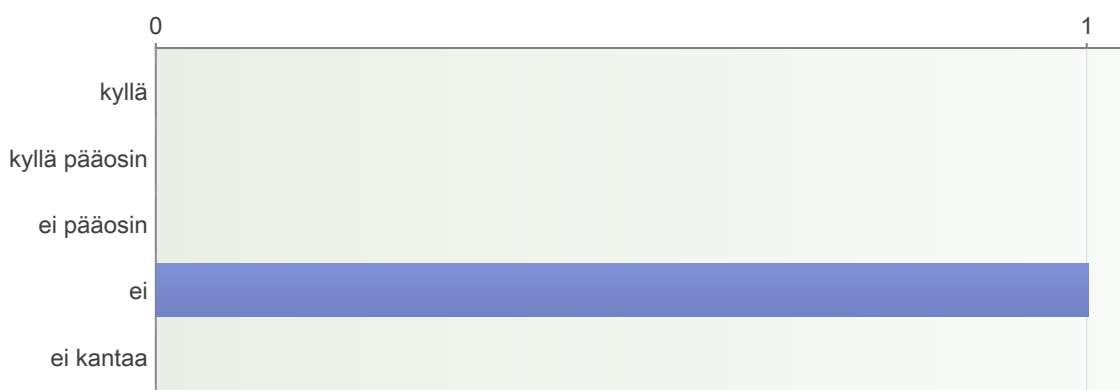 0 1
kyllä
kyllä pääosin
ei pääosin
ei
ei kantaa